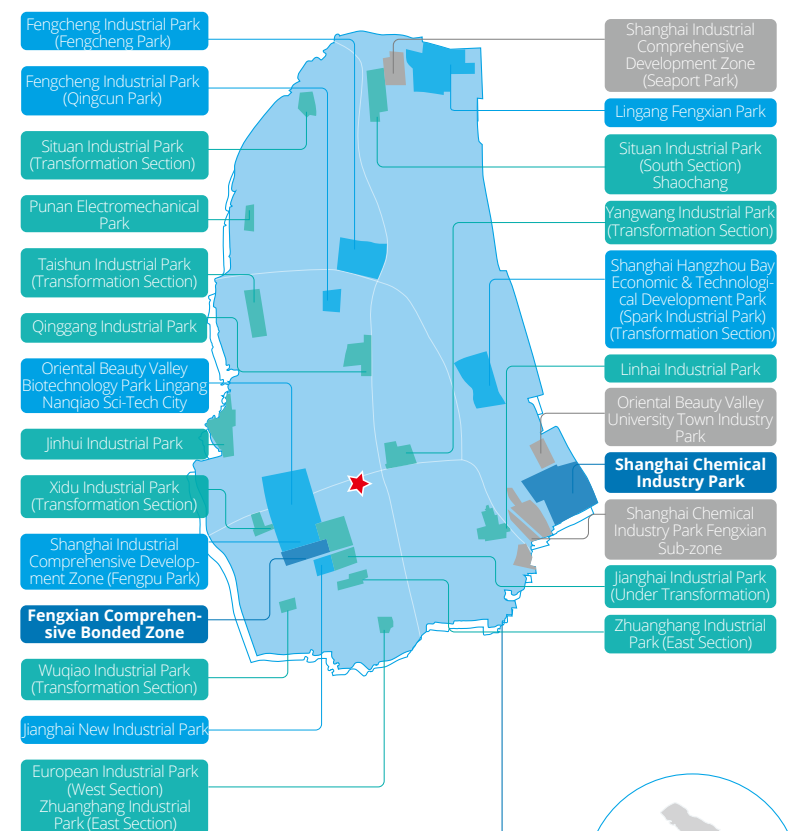 Fengcheng Industrial Park
(Fengcheng Park)
Fengcheng Industrial Park
(Qingcun Park)
Situan Industrial Park
(Transformation Section)
Punan Electromechanical
Park
Taishun Industrial Park
(Transformation Section)
Qinggang Industrial Park
Oriental Beauty Valley
Biotechnology Park Lingang
Nanqiao Sci-Tech City
Jinhui Industrial Park
Xidu Industrial Park
(Transformation Section)
Shanghai Industrial
Comprehensive Develop-
ment Zone (Fengpu Park)
Fengxian Comprehen-
sive Bonded Zone
Wuqiao Industrial Park
(Transformation Section)
Jianghai New Industrial Park
European Industrial Park
(West Section)
Zhuanghang Industrial
Park (East Section)
Shanghai Industrial
Comprehensive
Development Zone
(Seaport Park)
Lingang Fengxian Park
Situan Industrial Park
(South Section)
Shaochang
Yangwang Industrial Park
(Transformation Section)
Shanghai Hangzhou Bay
Economic & Technologi-
cal Development Park
(Spark Industrial Park)
(Transformation Section)
Linhai Industrial Park
Oriental Beauty Valley
University Town Industry
Park
Shanghai Chemical
Industry Park
Shanghai Chemical
Industry Park Fengxian
Sub-zone
Jianghai Industrial Park
(Under Transformation)
Zhuanghang Industrial
Park (East Section)